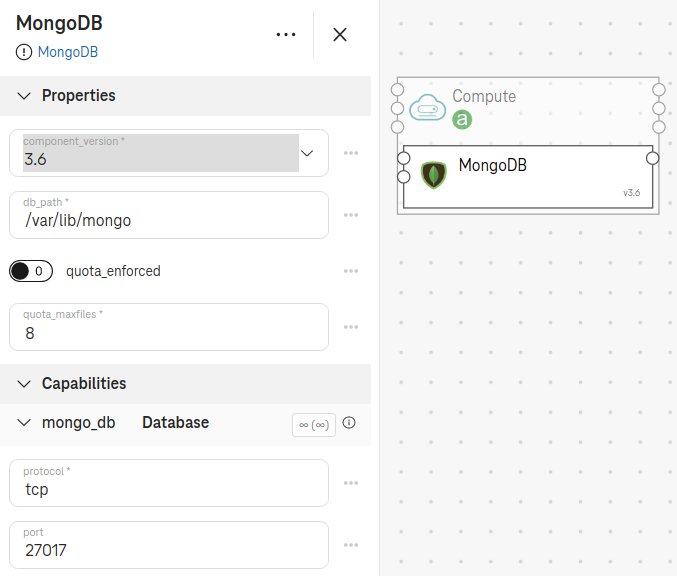 MongoDB
MongoDB
Properties
component_version *
3.6
db_path *
/var/lib/mongo
0 quota_enforced
quota_maxfiles *
8
Capabilities
mongo_db Database ∞ (∞)
protocol *
tcp
port
27017
Compute
a
MongoDB
v3.6